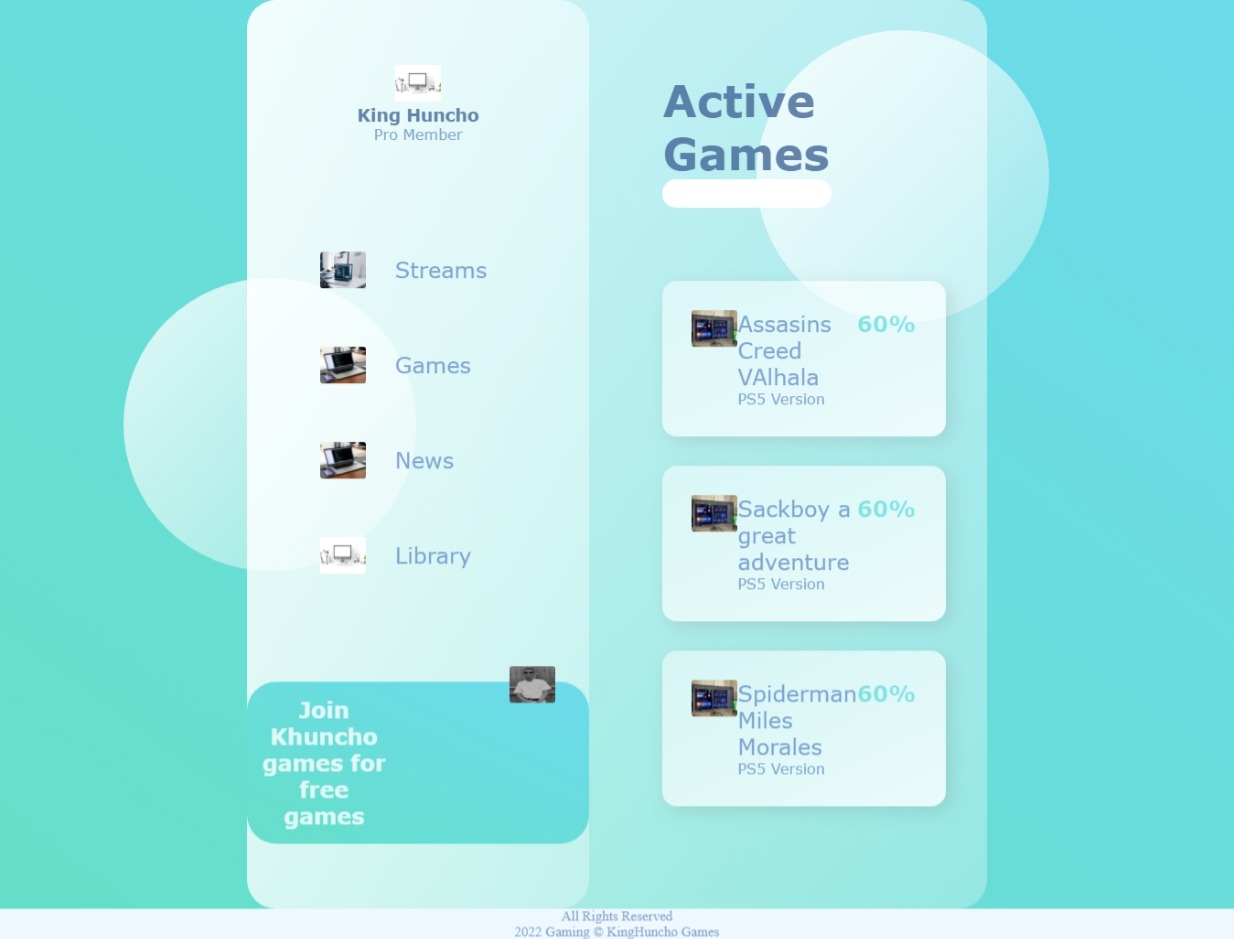 King Huncho
Pro Member
Streams
Games
News
Library
Join
Khuncho
games for
free
games
Active
Games
Assasins
Creed
VAlhala
PS5 Version
60%
Sackboy a
great
adventure
PS5 Version
60%
Spiderman
Miles
Morales
PS5 Version
60%
All Rights Reserved
2022 Gaming © KingHuncho Games